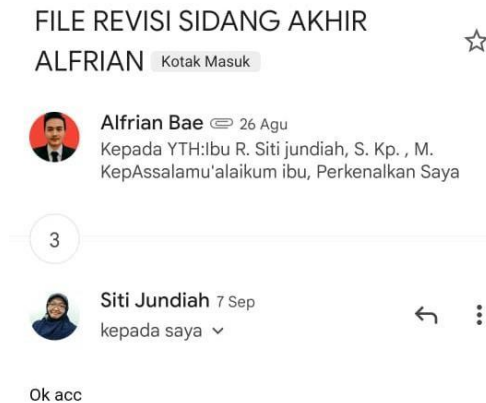 FILE REVISI SIDANG AKHIR
ALFRIAN Kotak Masuk
Alfrian Bae 26 Agu
Kepada YTH:Ibu R. Siti jundiah, S. Kp. , M.
KepAssalamu'alaikum ibu, Perkenalkan Saya
3
Siti Jundiah 7 Sep
kepada saya
Ok acc